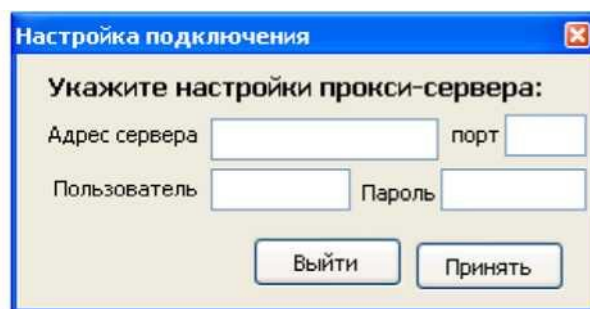 Настройка подключения
Укажите настройки прокси-сервера:
Адрес сервера порт
Пользователь Пароль
Выйти Принять